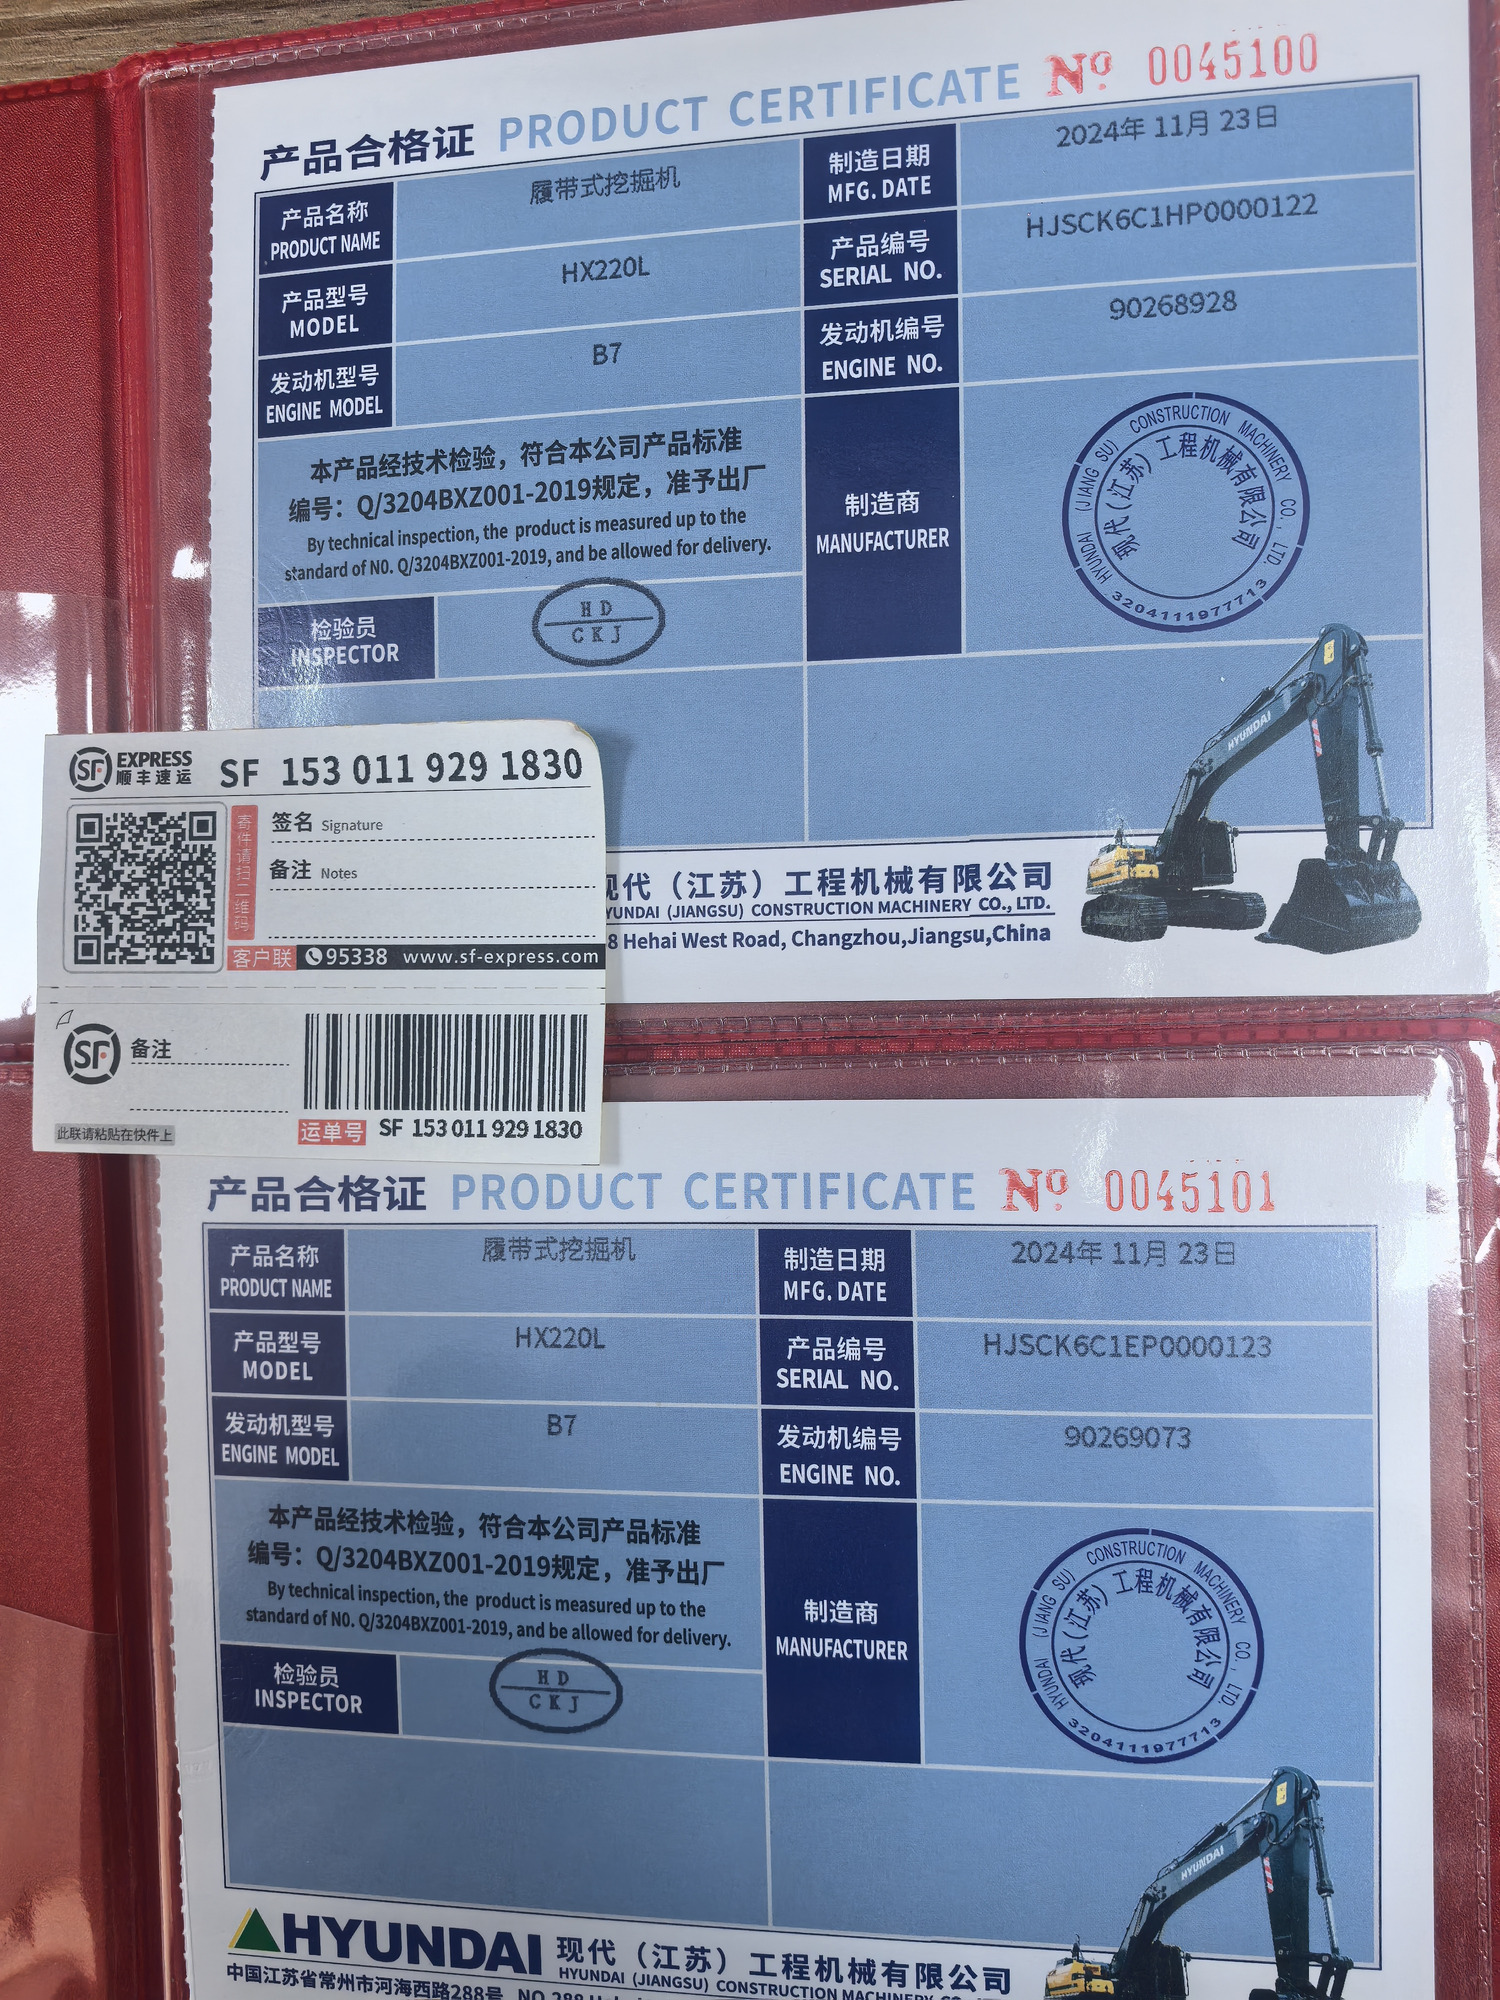 产品合格证 PRODUCT CERTIFICATE Nº 0045100
产品名称
PRODUCT NAME
履带式挖掘机
制造日期
MFG. DATE
2024年 11月 23日
产品型号
MODEL
HX220L
产品编号
SERIAL NO.
HJSCK6C1HP0000122
发动机型号
ENGINE MODEL
B7
发动机编号
ENGINE NO.
90268928
本产品经技术检验，符合本公司产品标准
编号：Q/3204BXZ001-2019规定，准予出厂
By technical inspection, the product is measured up to the
standard of N0. Q/3204BXZ001-2019, and be allowed for delivery.
制造商
MANUFACTURER
HYUNDAI (JIANG SU) CONSTRUCTION MACHINERY CO., LTD.
现代(江苏)工程机械有限公司
3204111977713
检验员
INSPECTOR
HD
CKJ
HYUNDAI
现代（江苏）工程机械有限公司
YUNDAI (JIANGSU) CONSTRUCTION MACHINERY CO., LTD.
8 Hehai West Road, Changzhou,Jiangsu,China
SF EXPRESS
顺丰速运
SF 153 011 929 1830
寄件请扫二维码
签名 Signature
备注 Notes
客户联 95338 www.sf-express.com
SF 备注
此联请粘贴在快件上
运单号 SF 153 011 929 1830
产品合格证 PRODUCT CERTIFICATE Nº 0045101
产品名称
PRODUCT NAME
履带式挖掘机
制造日期
MFG. DATE
2024年 11月 23日
产品型号
MODEL
HX220L
产品编号
SERIAL NO.
HJSCK6C1EP0000123
发动机型号
ENGINE MODEL
B7
发动机编号
ENGINE NO.
90269073
本产品经技术检验，符合本公司产品标准
编号：Q/3204BXZ001-2019规定，准予出厂
By technical inspection, the product is measured up to the
standard of N0. Q/3204BXZ001-2019, and be allowed for delivery.
制造商
MANUFACTURER
HYUNDAI (JIANG SU) CONSTRUCTION MACHINERY CO., LTD.
现代(江苏)工程机械有限公司
3204111977713
检验员
INSPECTOR
HD
CKJ
HYUNDAI
HYUNDAI 现代（江苏）工程机械有限公司
HYUNDAI (JIANGSU) CONSTRUCTION MACHINERY CO., LTD.
中国江苏省常州市河海西路288号 NO.288